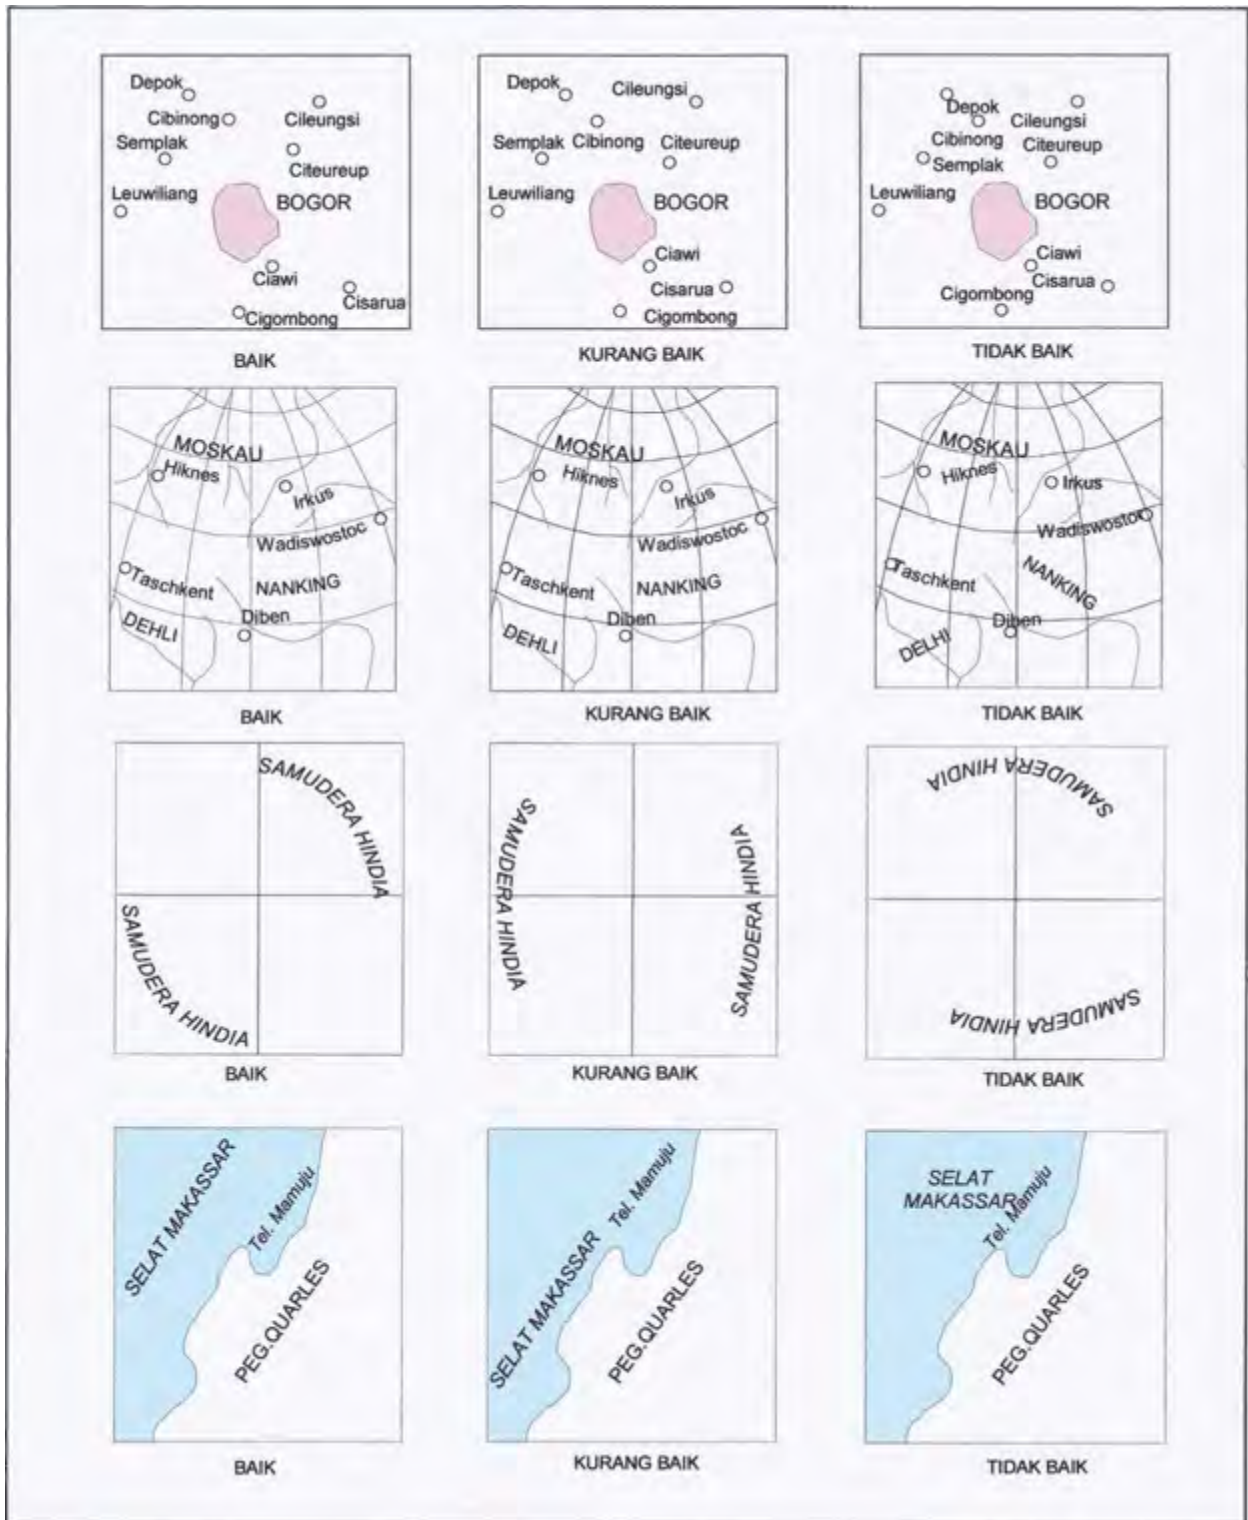 Depok
Cibinong
Cileungsi
Semplak
Citeureup
Leuwiliang
BOGOR
Ciawi
Cisarua
Cigombong
BAIK
Depok
Cileungsi
Cibinong
Semplak
Citeureup
Leuwiliang
BOGOR
Ciawi
Cisarua
Cigombong
KURANG BAIK
Depok
Cileungsi
Cibinong
Citeureup
Semplak
Leuwiliang
BOGOR
Ciawi
Cisarua
Cigombong
TIDAK BAIK
MOSKAU
Hiknes
Irkus
Wadiswostoc
Taschkent
NANKING
Diben
DEHLI
BAIK
MOSKAU
Hiknes
Irkus
Wadiswostoc
Taschkent
NANKING
Diben
DEHLI
KURANG BAIK
MOSKAU
Hiknes
Irkus
Wadiswostoc
Taschkent
NANKING
Diben
DELHI
TIDAK BAIK
SAMUDERA HINDIA
SAMUDERA HINDIA
BAIK
SAMUDERA HINDIA
SAMUDERA HINDIA
KURANG BAIK
SAMUDERA HINDIA
SAMUDERA HINDIA
TIDAK BAIK
SELAT MAKASSAR
Tel. Mamuju
PEG.QUARLES
BAIK
Tel. Mamuju
SELAT MAKASSAR
PEG.QUARLES
KURANG BAIK
SELAT
MAKASSAR
Tel. Mamuju
PEG.QUARLES
TIDAK BAIK